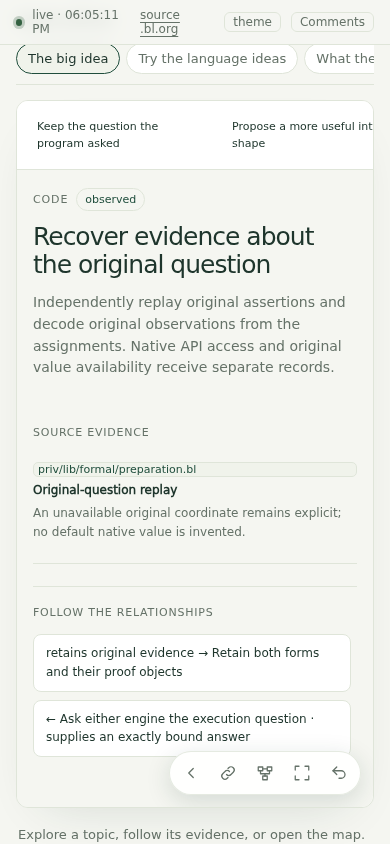 live · 06:05:11 PM
source .bl.org
theme
Comments
The big idea
Try the language ideas
What the
Keep the question the program asked
Propose a more useful int shape
CODE
observed
Recover evidence about
the original question
Independently replay original assertions and
decode original observations from the
assignments. Native API access and original
value availability receive separate records.
SOURCE EVIDENCE
priv/lib/formal/preparation.bl
Original-question replay
An unavailable original coordinate remains explicit;
no default native value is invented.
FOLLOW THE RELATIONSHIPS
retains original evidence → Retain both forms
and their proof objects
← Ask either engine the execution question ·
supplies an exactly bound answer
Explore a topic, follow its evidence, or open the map.